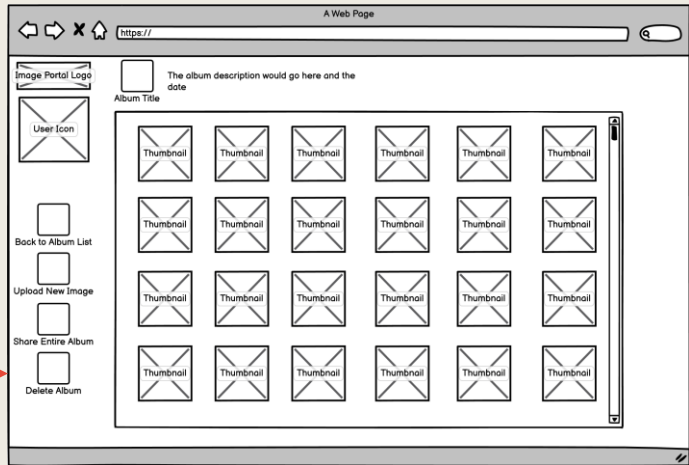 A Web Page
https://
Image Portal Logo
The album description would go here and the
date
Album Title
User Icon
Back to Album List
Upload New Image
Share Entire Album
Delete Album
Thumbnail Thumbnail Thumbnail Thumbnail Thumbnail Thumbnail
Thumbnail Thumbnail Thumbnail Thumbnail Thumbnail Thumbnail
Thumbnail Thumbnail Thumbnail Thumbnail Thumbnail Thumbnail
Thumbnail Thumbnail Thumbnail Thumbnail Thumbnail Thumbnail